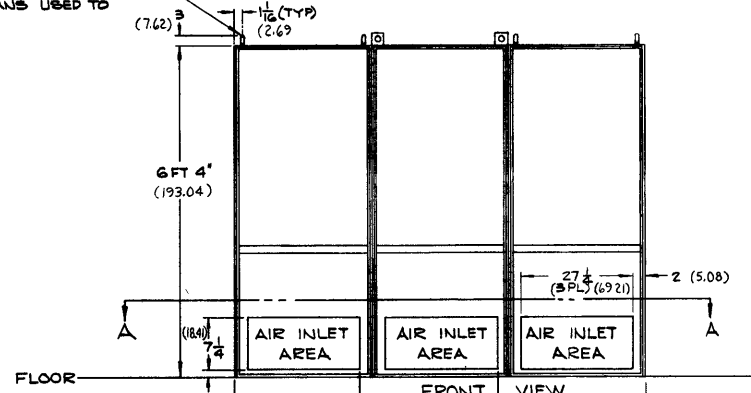 ANS USED TO
3
(7.62)
1 1/16 (TYP)
(2.69
6 FT 4"
(193.04)
27 1/4
(3 PL) (69.21)
2 (5.08)
A
A
(18.41)
7 1/4
AIR INLET
AREA
AIR INLET
AREA
AIR INLET
AREA
FLOOR
FRONT VIEW